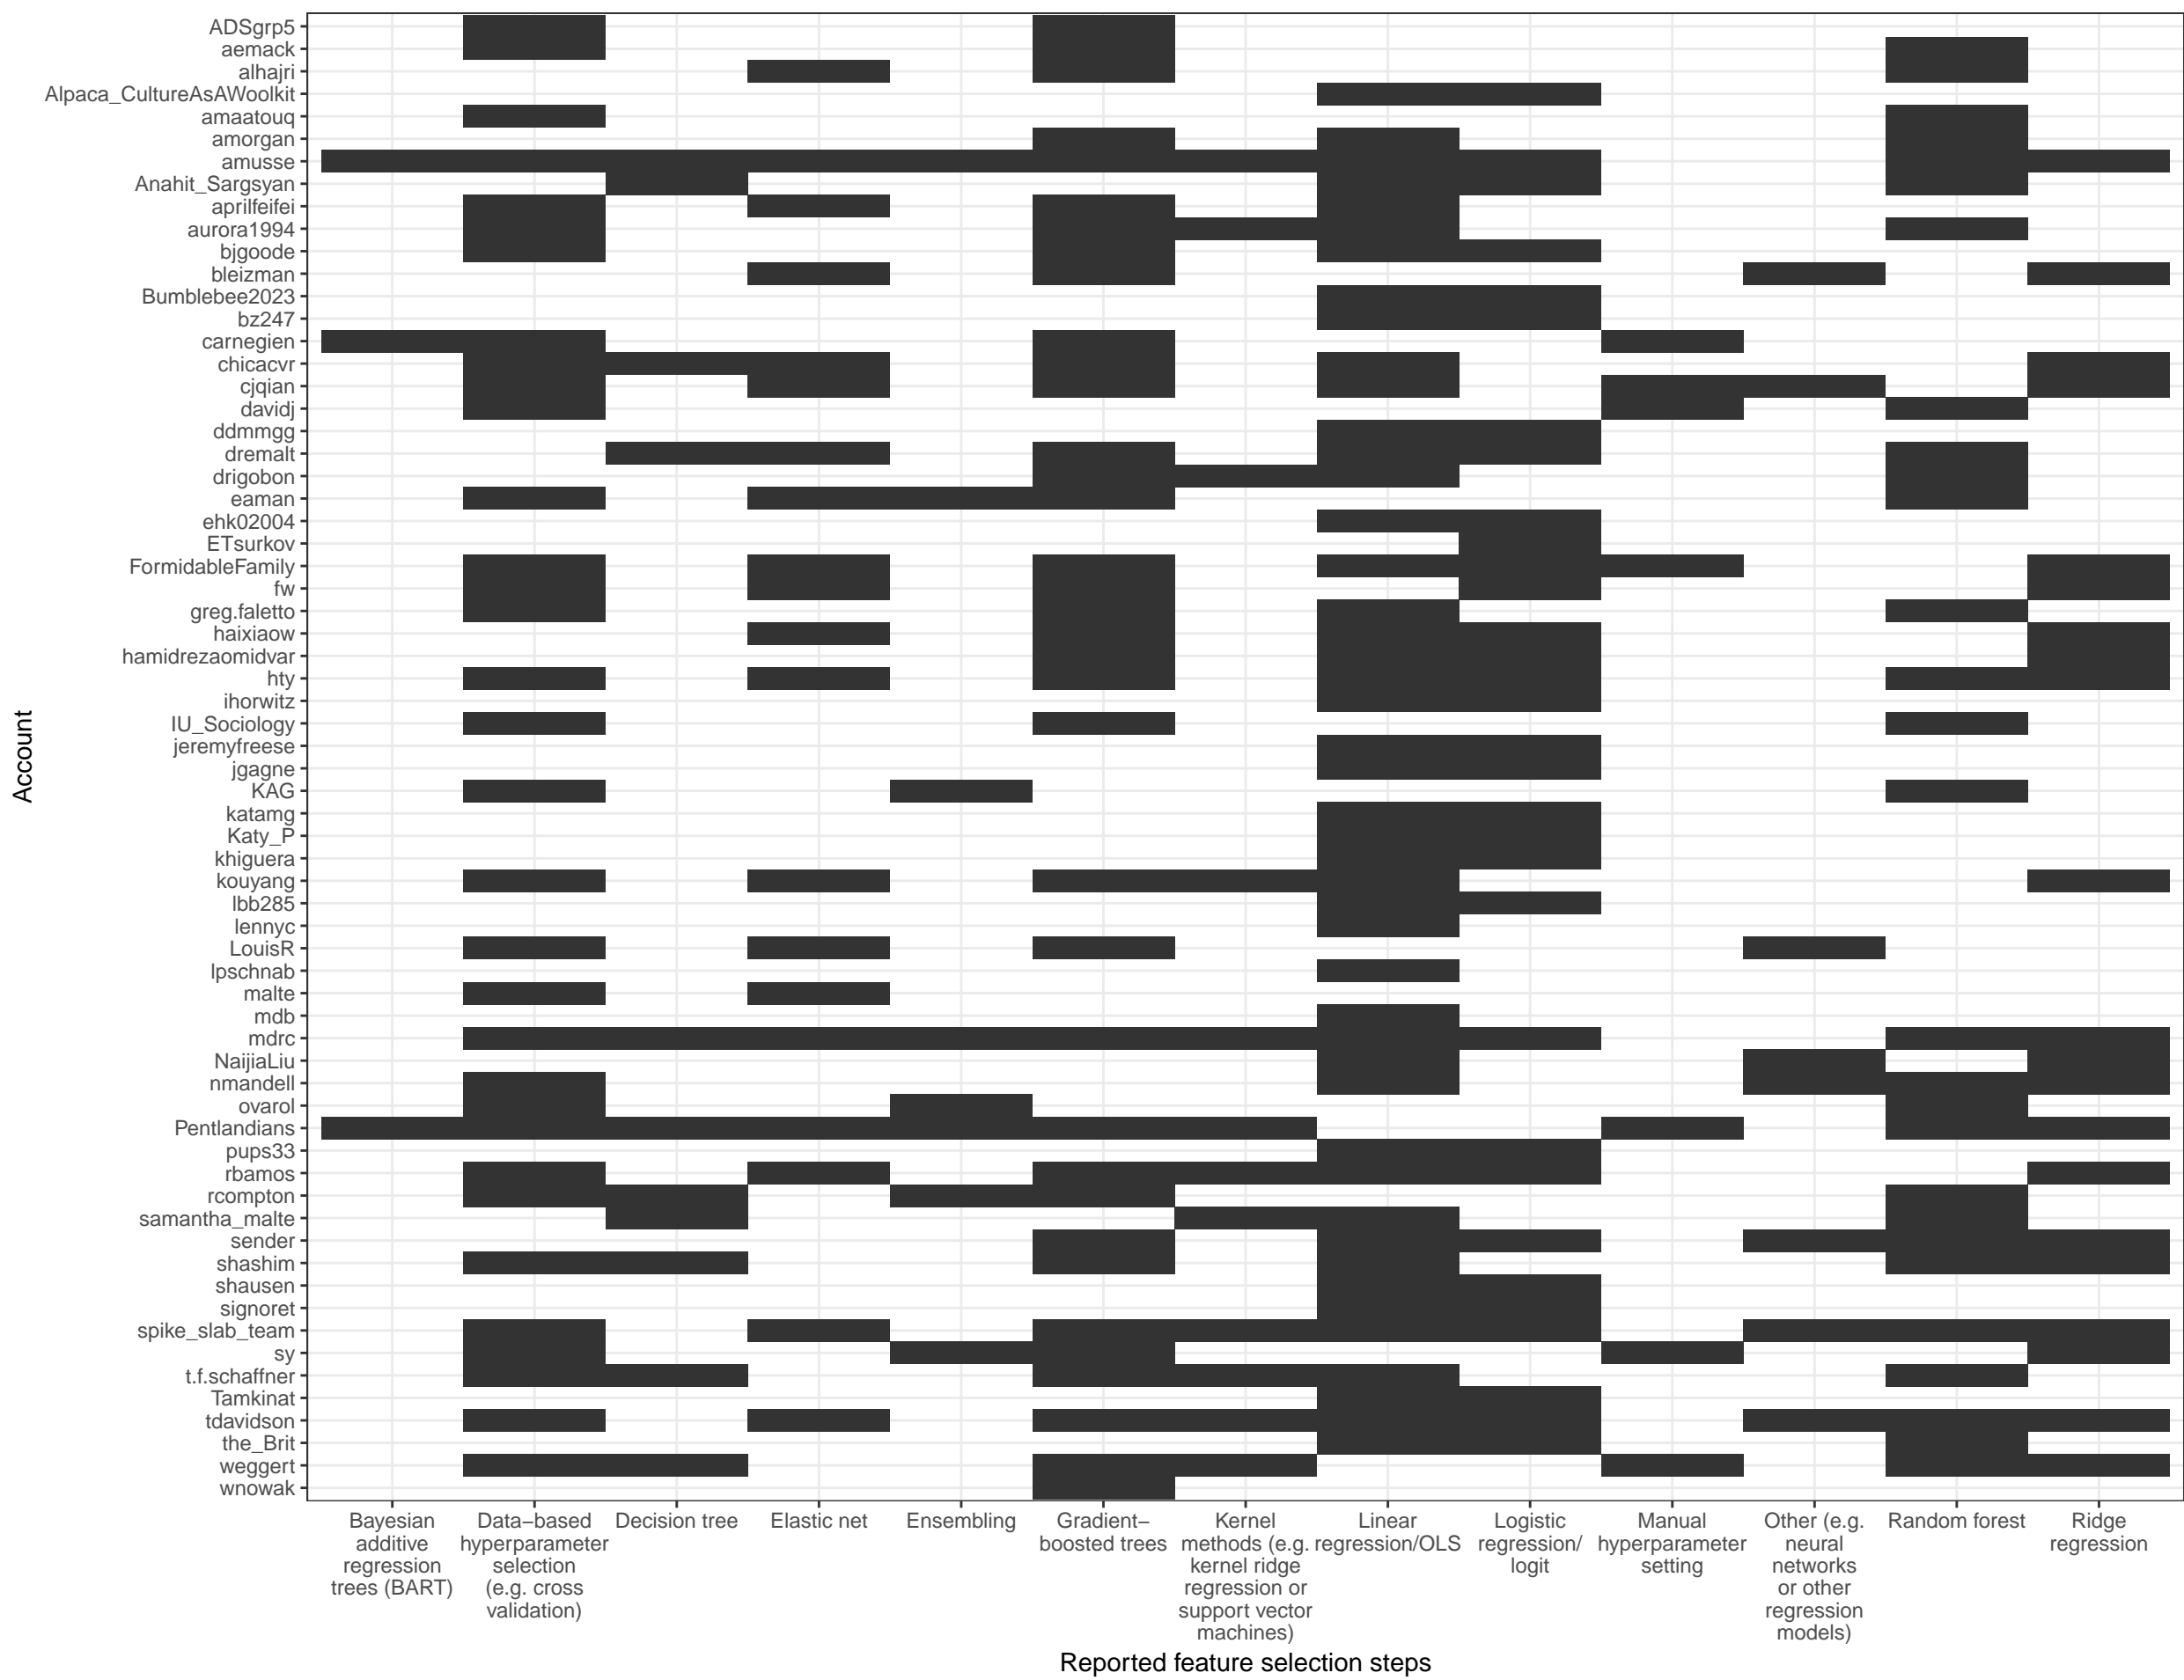 ADSgrp5
aemack
alhajri
Alpaca_CultureAsAWoolkit
amaatouq
amorgan
amusse
Anahit_Sargsyan
aprilfeifei
aurora1994
bjgoode
bleizman
Bumblebee2023
bz247
carnegien
chicacvr
cjqian
davidj
ddmmgg
dremalt
drigobon
eaman
ehk02004
ETsurkov
FormidableFamily
fw
greg.faletto
haixiaow
hamidrezaomidvar
hty
ihorwitz
IU_Sociology
jeremyfreese
jgagne
KAG
katamg
Katy_P
khiguera
kouyang
lbb285
lennyc
LouisR
lpschnab
malte
mdb
mdrc
NaijiaLiu
nmandell
ovarol
Pentlandians
pups33
rbamos
rcompton
samantha_malte
sender
shashim
shausen
signoret
spike_slab_team
sy
t.f.schaffner
Tamkinat
tdavidson
the_Brit
weggert
wnowak
Account
Bayesian
additive
regression
trees (BART)
Data–based
hyperparameter
selection
(e.g. cross
validation)
Decision tree
Elastic net
Ensembling
Gradient–
boosted trees
Kernel
methods (e.g.
kernel ridge
regression or
support vector
machines)
Linear
regression/OLS
Logistic
regression/
logit
Manual
hyperparameter
setting
Other (e.g.
neural
networks
or other
regression
models)
Random forest
Ridge
regression
Reported feature selection steps